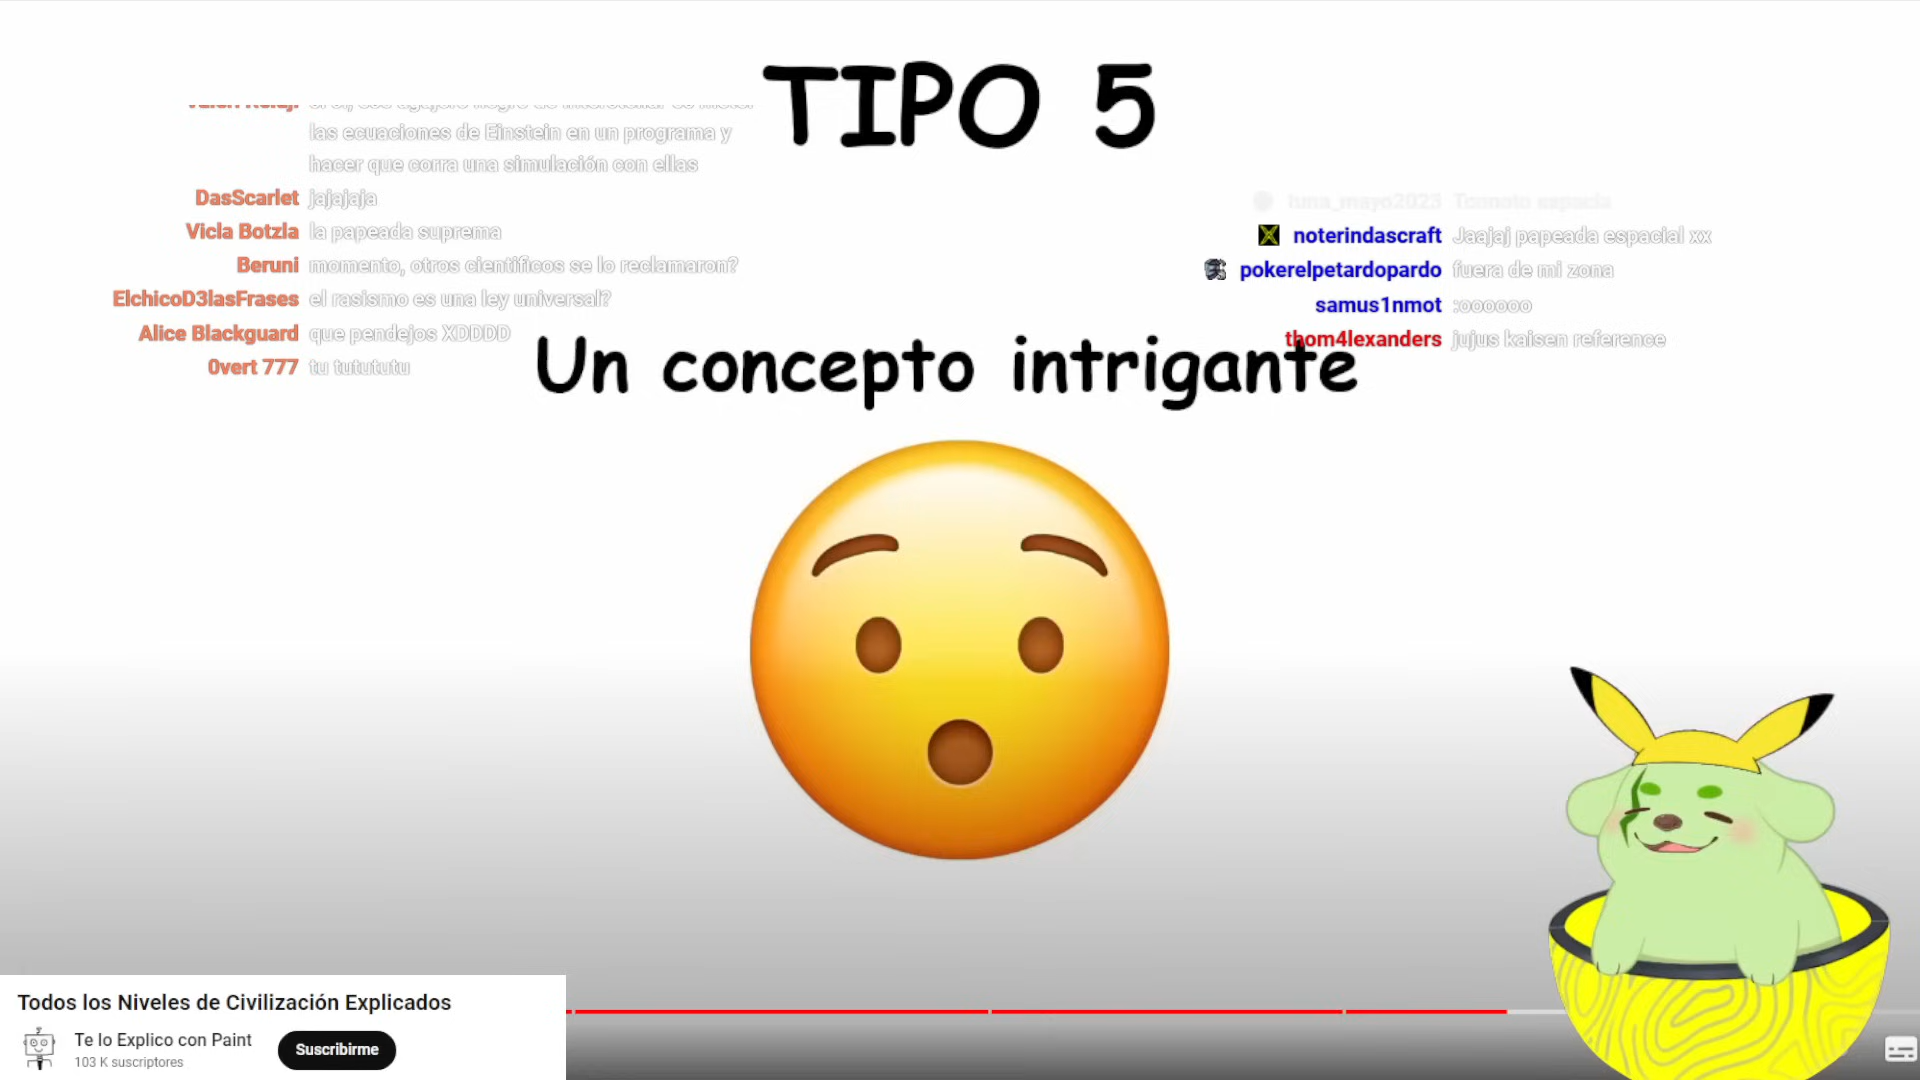 TIPO 5
las ecuaciones de Einstein en un programa y
hacer que corra una simulación con ellas
DasScarlet jajajaja
Vicla Botzla la papeada suprema
Beruni momento, otros cientificos se lo reclamaron?
ElchicoD3lasFrases el rasismo es una ley universal?
Alice Blackguard que pendejos XDDDD
0vert 777 tu tutututu
luna_mayo2023
noterindascraft Jaajaj papeada espacial xx
pokerelpetardopardo fuera de mi zona
samus1nmot :oooooo
thom4lexanders jujus kaisen reference
Un concepto intrigante
Todos los Niveles de Civilización Explicados
Te lo Explico con Paint
103 K suscriptores
Suscribirme